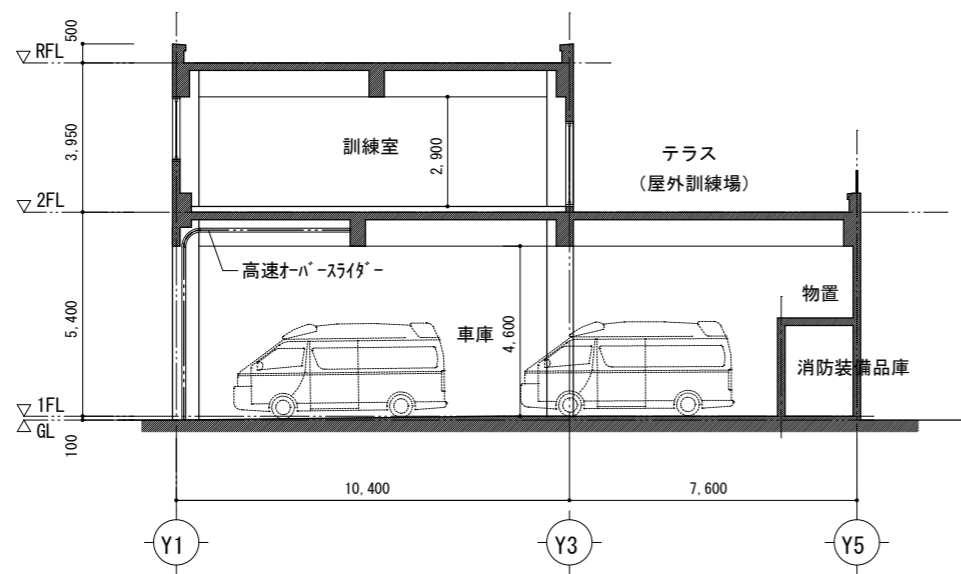 500
RFL
3,950
訓練室
2,900
テラス
(屋外訓練場)
2FL
高速オーバースライダー
物置
5,400
車庫
4,600
消防装備品庫
1FL
GL
100
10,400
7,600
Y1
Y3
Y5